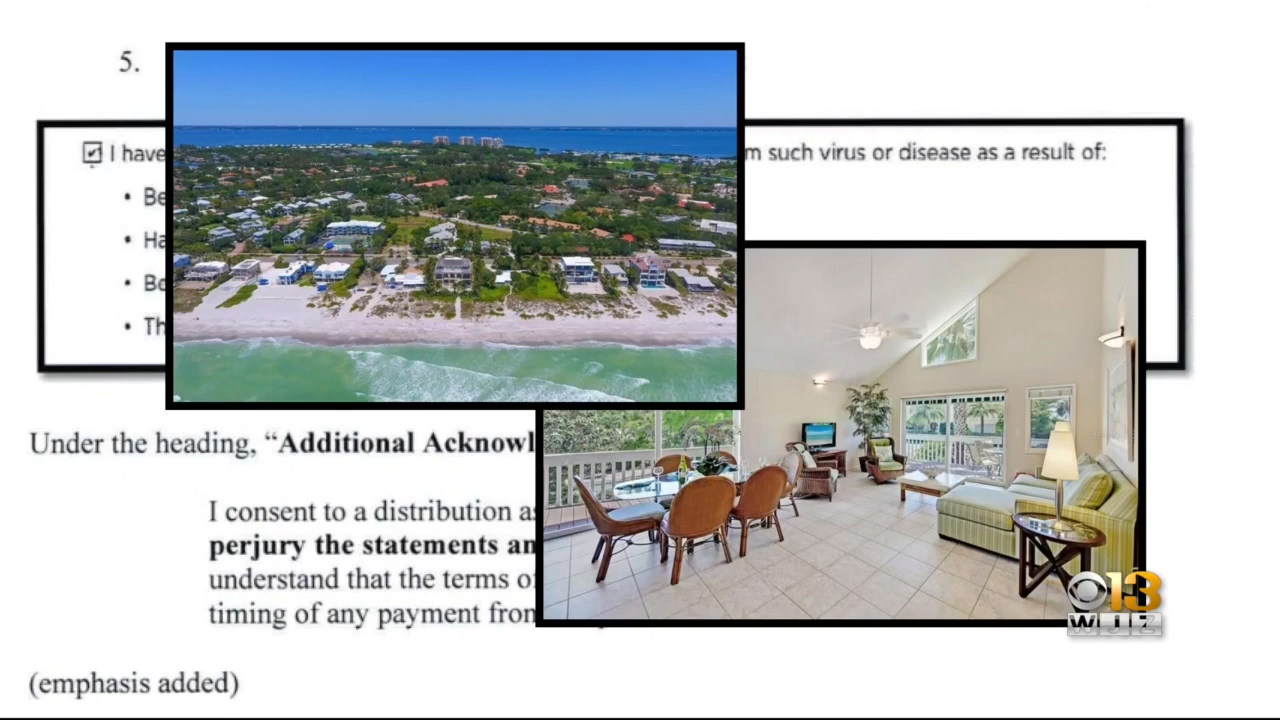 5.
I have
m such virus or disease as a result of:
• Be
• Ha
• Be
• Th
Under the heading, “Additional Acknowl
I consent to a distribution as
perjury the statements an
understand that the terms of
timing of any payment from
(emphasis added)
13
WJZ